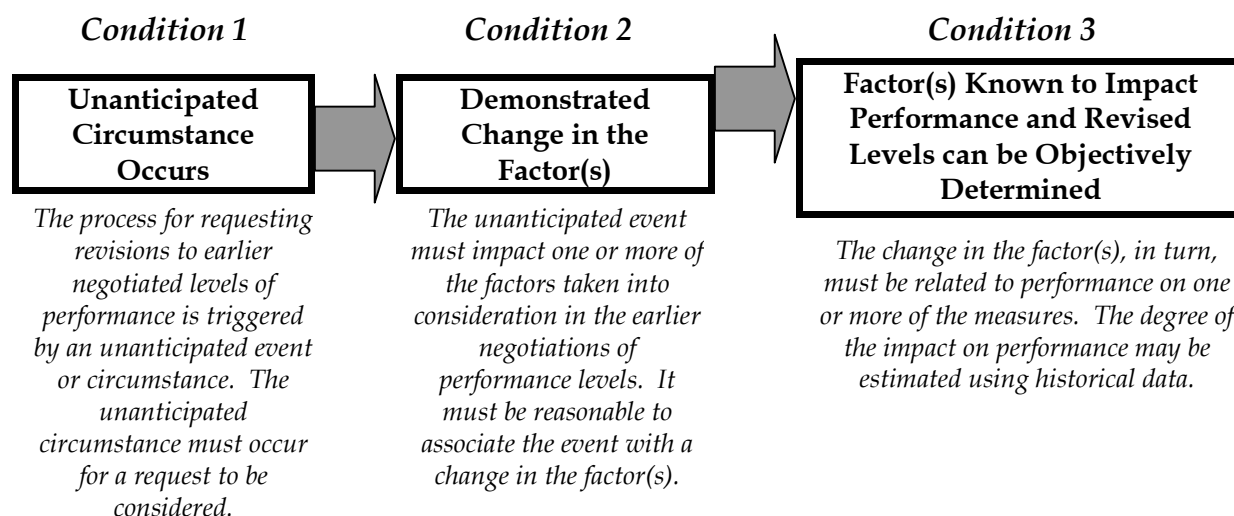 Condition 1
Unanticipated
Circumstance
Occurs
The process for requesting
revisions to earlier
negotiated levels of
performance is triggered
by an unanticipated event
or circumstance.  The
unanticipated
circumstance must occur
for a request to be
considered.
Condition 2
Demonstrated
Change in the
Factor(s)
The unanticipated event
must impact one or more of
the factors taken into
consideration in the earlier
negotiations of
performance levels.  It
must be reasonable to
associate the event with a
change in the factor(s).
Condition 3
Factor(s) Known to Impact
Performance and Revised
Levels can be Objectively
Determined
The change in the factor(s), in turn,
must be related to performance on one
or more of the measures.  The degree of
the impact on performance may be
estimated using historical data.